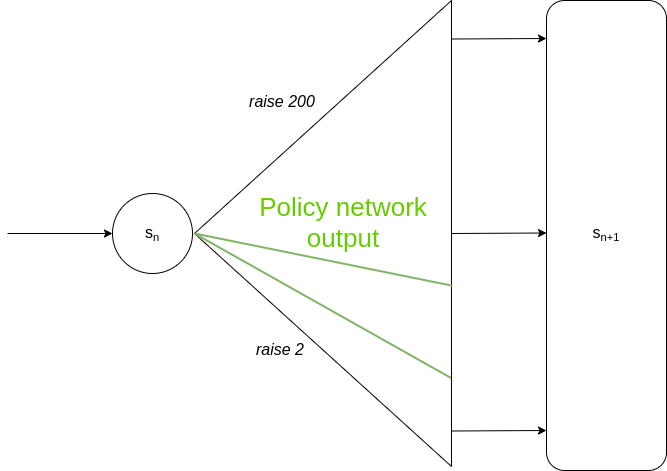 raise 200
Policy network
output
sn
sn+1
raise 2